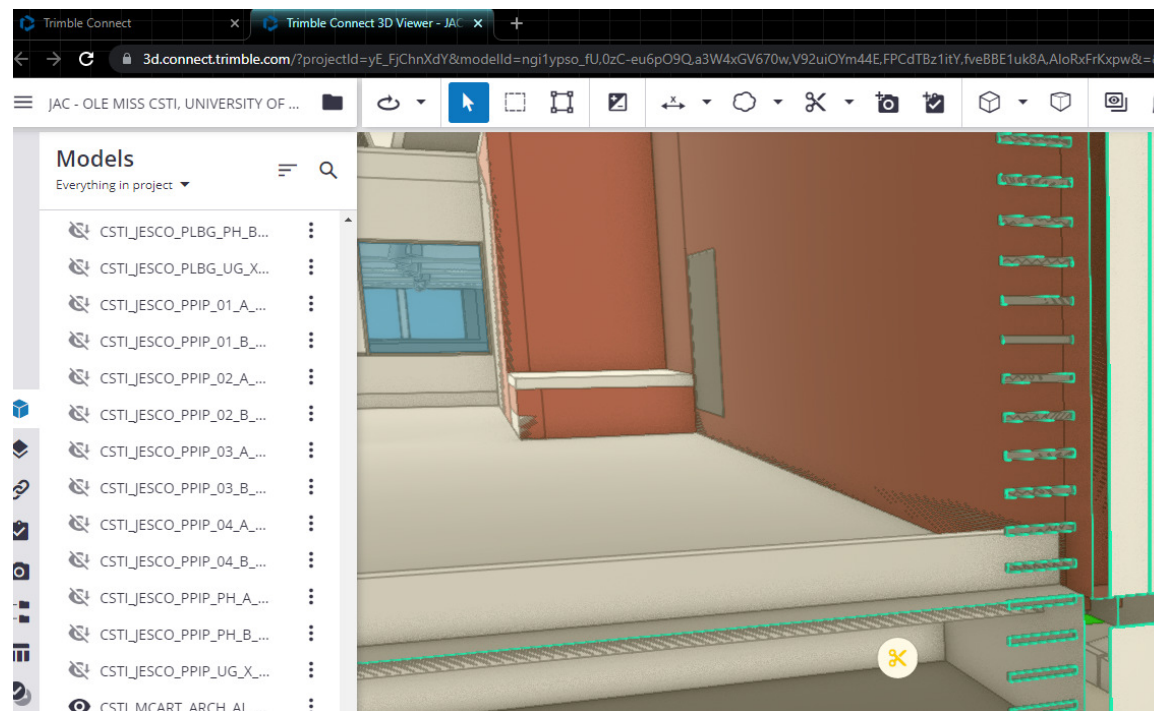 Trimble Connect
Trimble Connect 3D Viewer - JAC
3d.connect.trimble.com/?projectId=yE_FjChnXdY&modelId=ngi1ypso_fU,0zC-eu6pO9Q,a3W4xGV670w,V92uiOYm44E,FPCdTBz1itY,fveBBE1uk8A,AIoRxFrKxpw&=
JAC - OLE MISS CSTI, UNIVERSITY OF ...
Models
Everything in project
CSTI_JESCO_PLBG_PH_B...
CSTI_JESCO_PLBG_UG_X...
CSTI_JESCO_PPIP_01_A_...
CSTI_JESCO_PPIP_01_B_...
CSTI_JESCO_PPIP_02_A_...
CSTI_JESCO_PPIP_02_B_...
CSTI_JESCO_PPIP_03_A_...
CSTI_JESCO_PPIP_03_B_...
CSTI_JESCO_PPIP_04_A_...
CSTI_JESCO_PPIP_04_B_...
CSTI_JESCO_PPIP_PH_A_...
CSTI_JESCO_PPIP_PH_B_...
CSTI_JESCO_PPIP_UG_X_...
CSTI_MCART_ARCH_AL_...